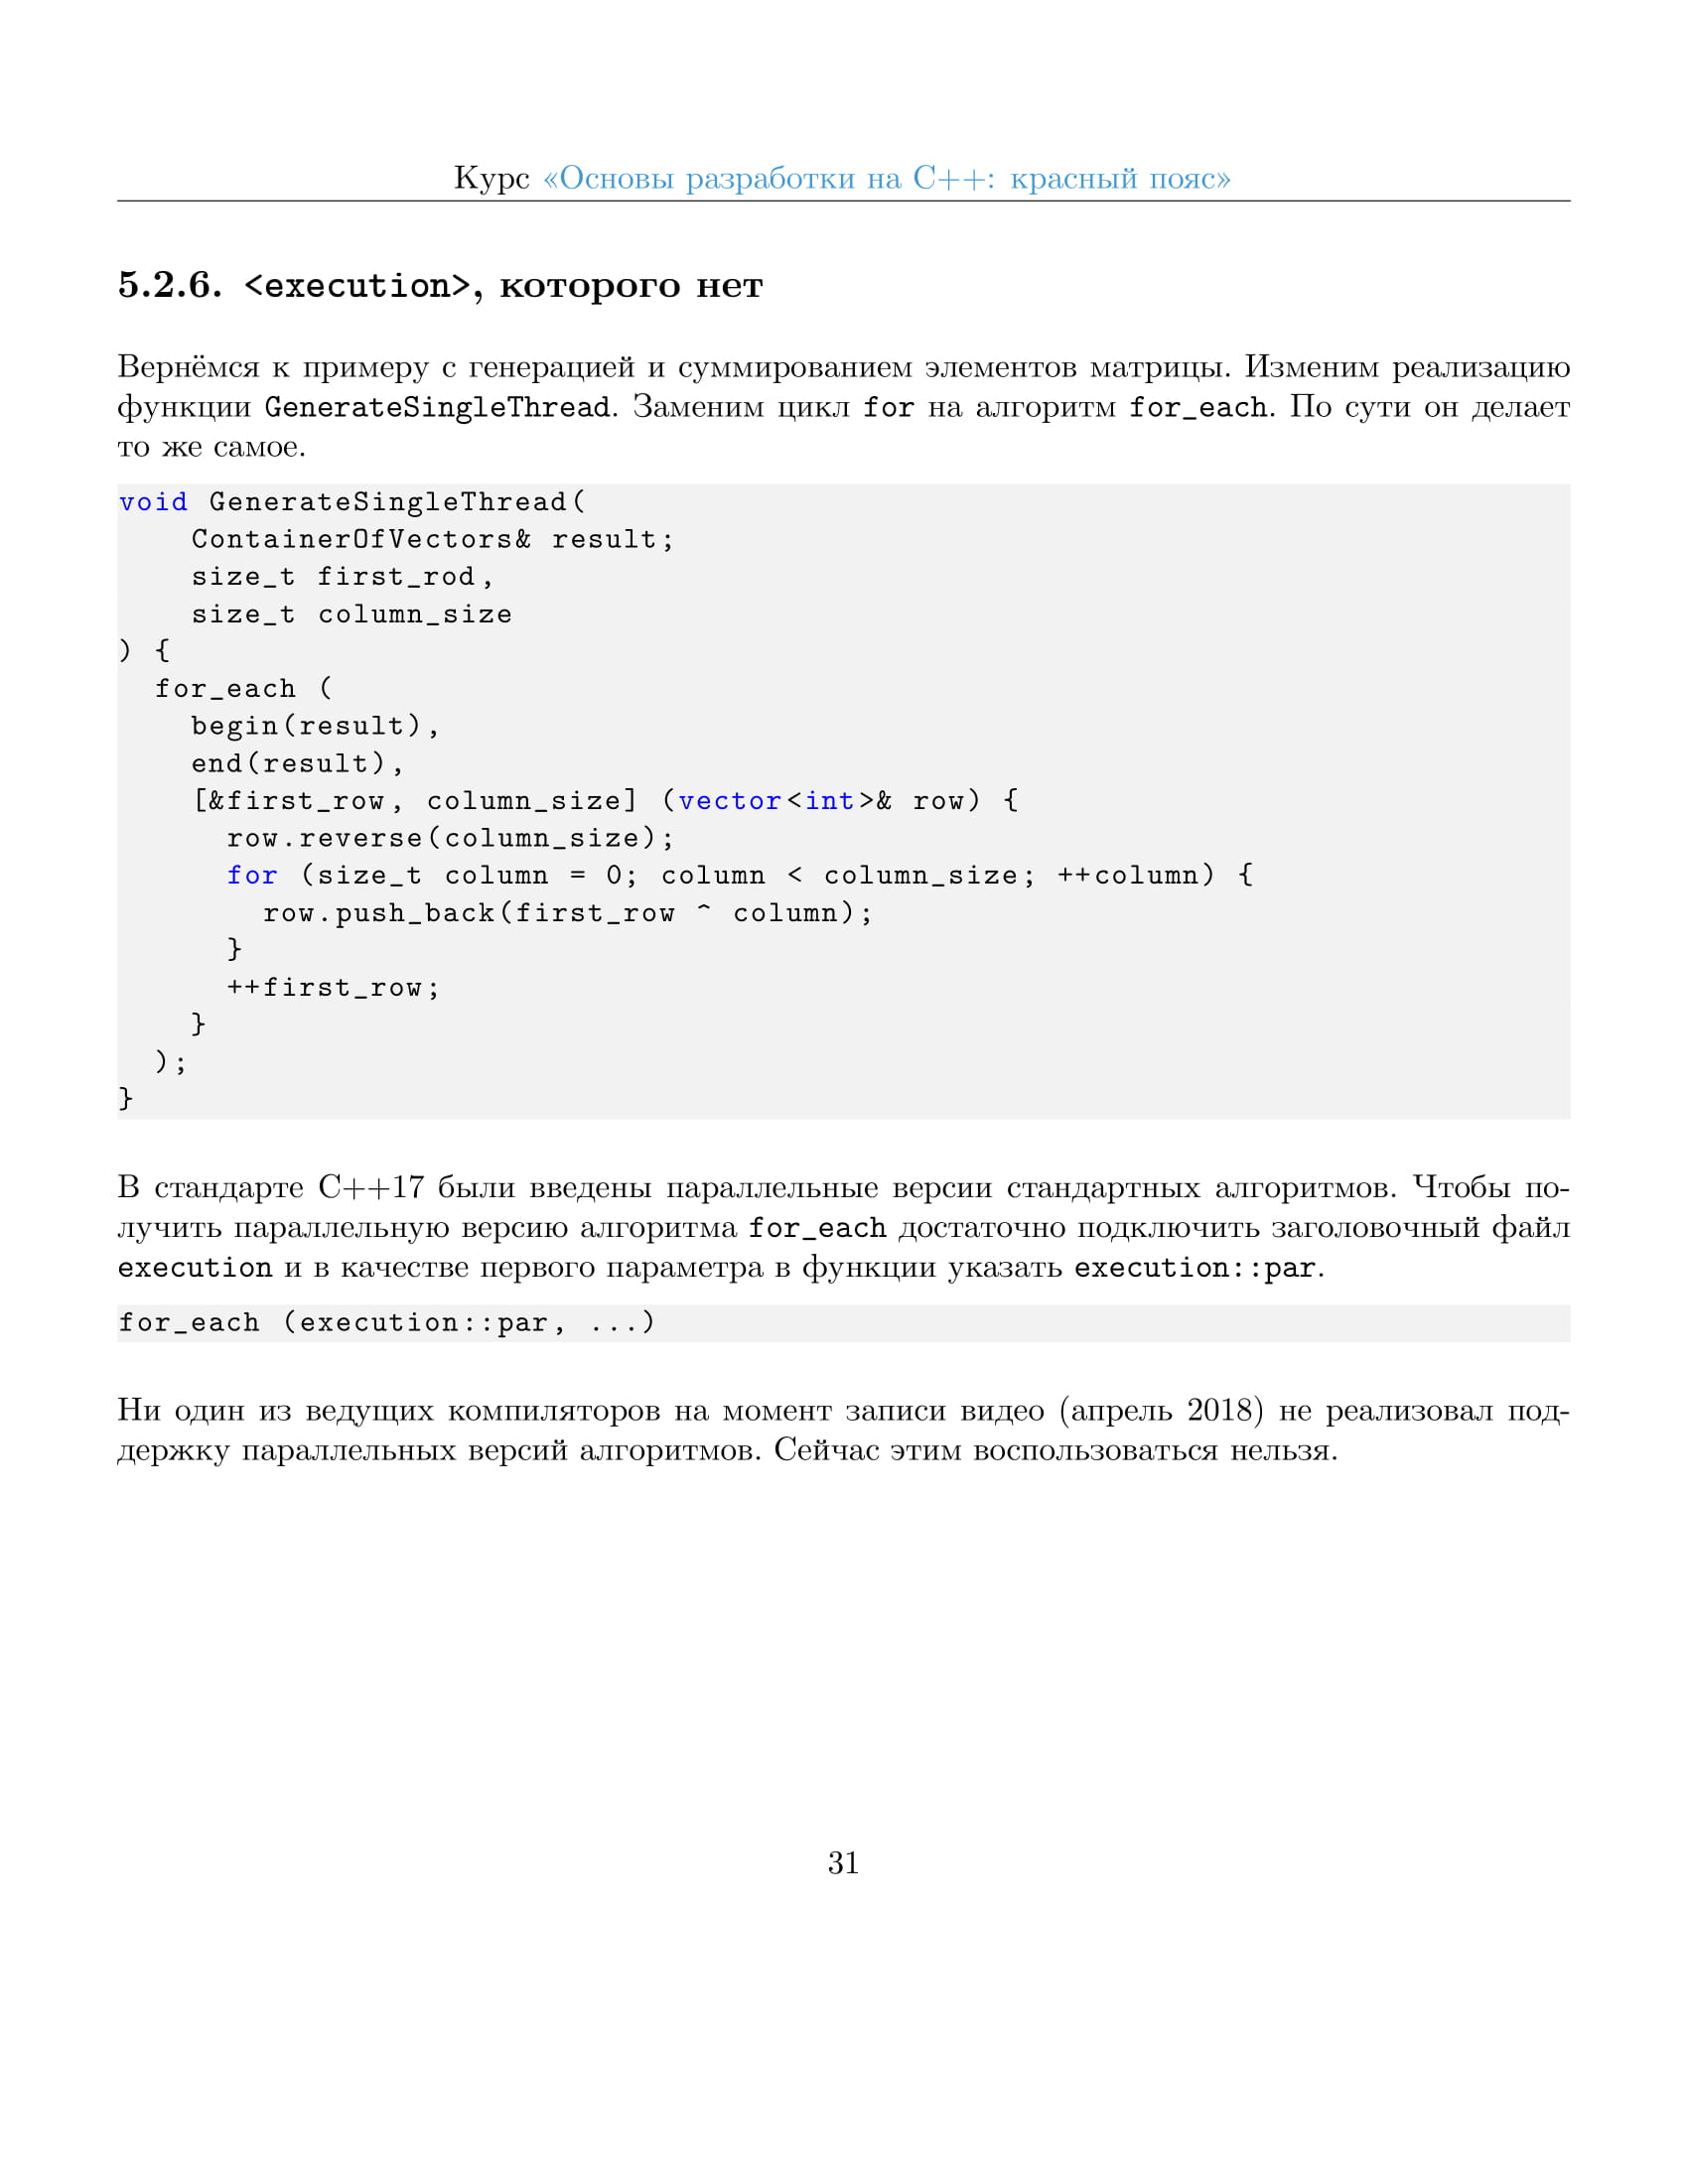 Курс «Основы разработки на C++: красный пояс»
5.2.6. <execution>, которого нет
Вернёмся к примеру с генерацией и суммированием элементов матрицы. Изменим реализацию
функции GenerateSingleThread. Заменим цикл for на алгоритм for_each. По сути он делает
то же самое.
void GenerateSingleThread(
    ContainerOfVectors& result;
    size_t first_rod,
    size_t column_size
) {
  for_each (
    begin(result),
    end(result),
    [&first_row, column_size] (vector<int>& row) {
      row.reverse(column_size);
      for (size_t column = 0; column < column_size; ++column) {
        row.push_back(first_row ^ column);
      }
      ++first_row;
    }
  );
}
В стандарте C++17 были введены параллельные версии стандартных алгоритмов. Чтобы по-
лучить параллельную версию алгоритма for_each достаточно подключить заголовочный файл
execution и в качестве первого параметра в функции указать execution::par.
for_each (execution::par, ...)
Ни один из ведущих компиляторов на момент записи видео (апрель 2018) не реализовал под-
держку параллельных версий алгоритмов. Сейчас этим воспользоваться нельзя.
31